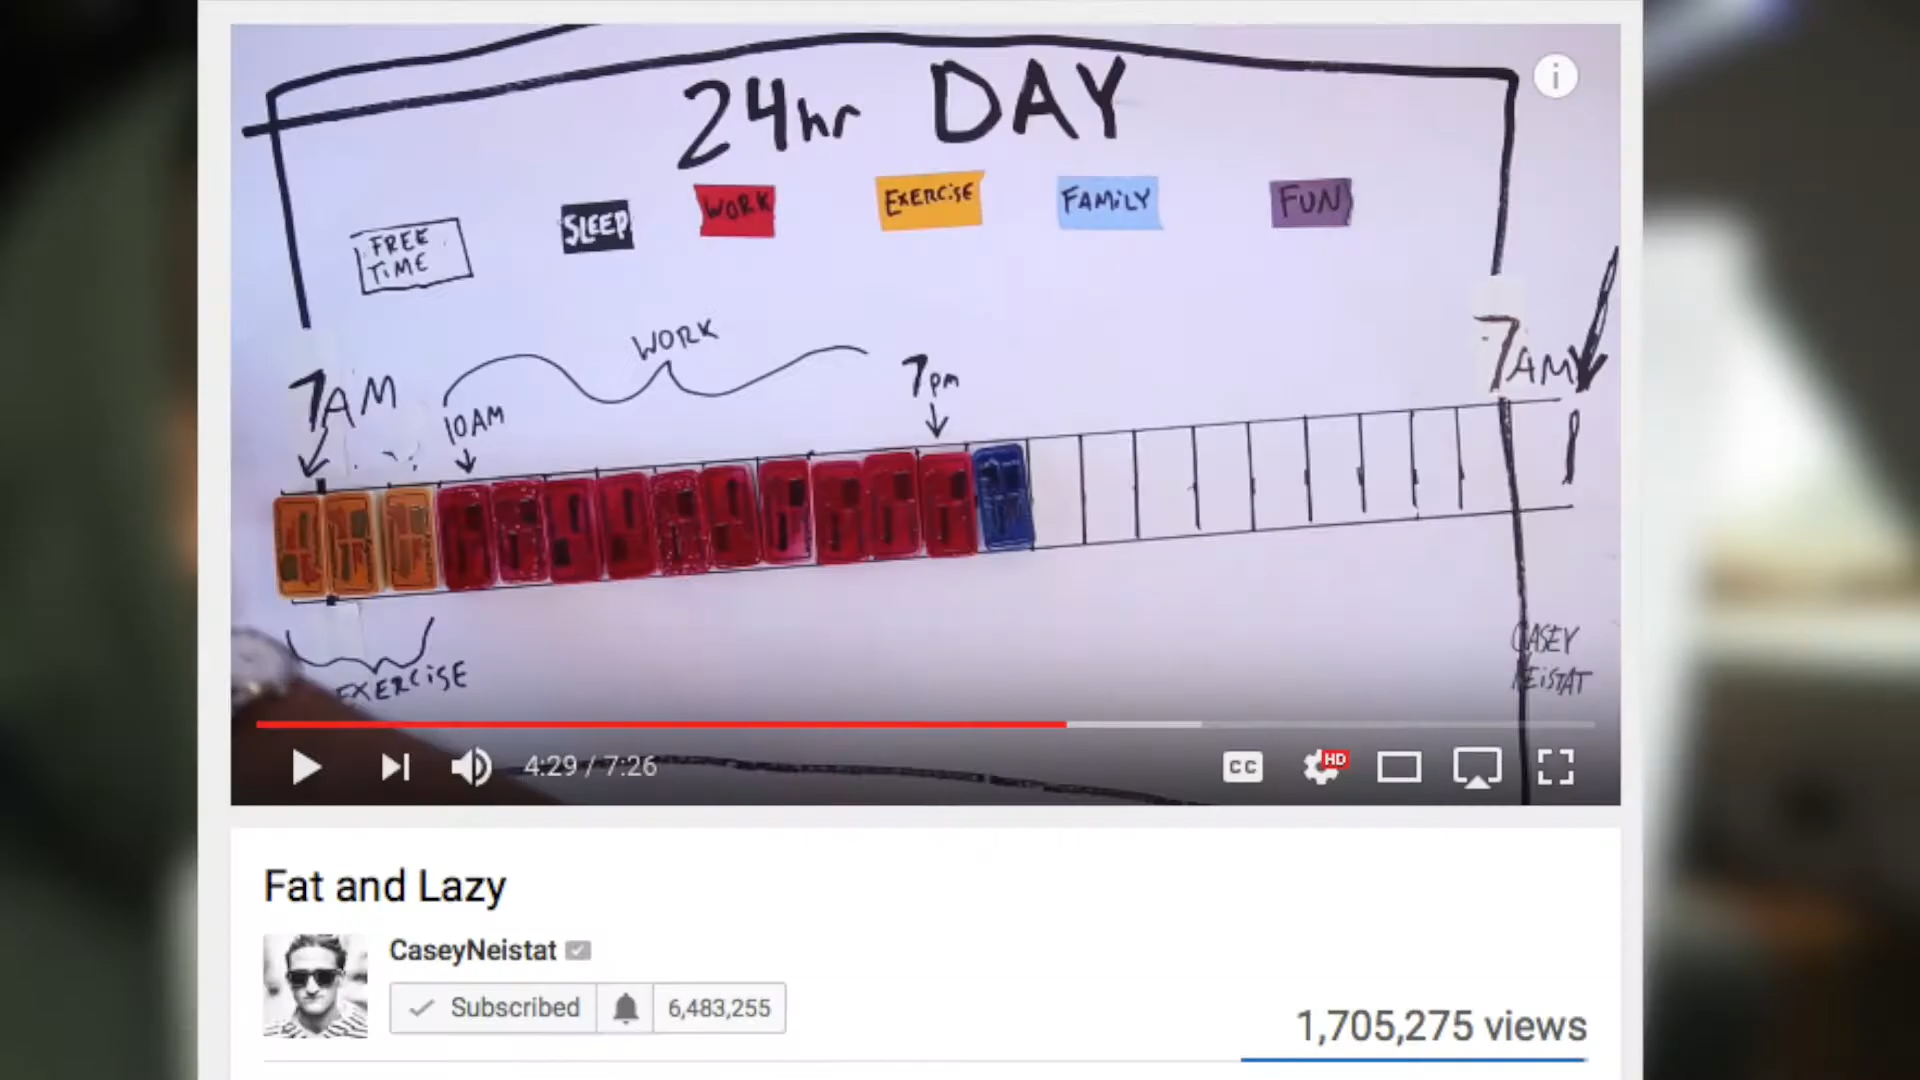 24hr DAY
FREE
TIME
SLEEP
WORK
EXERCISE
FAMILY
FUN
WORK
7AM
10AM
7pm
7AM
EXERCISE
CASEY
NEISTAT
4:29 / 7:26
CC
HD
Fat and Lazy
CaseyNeistat
Subscribed
6,483,255
1,705,275 views